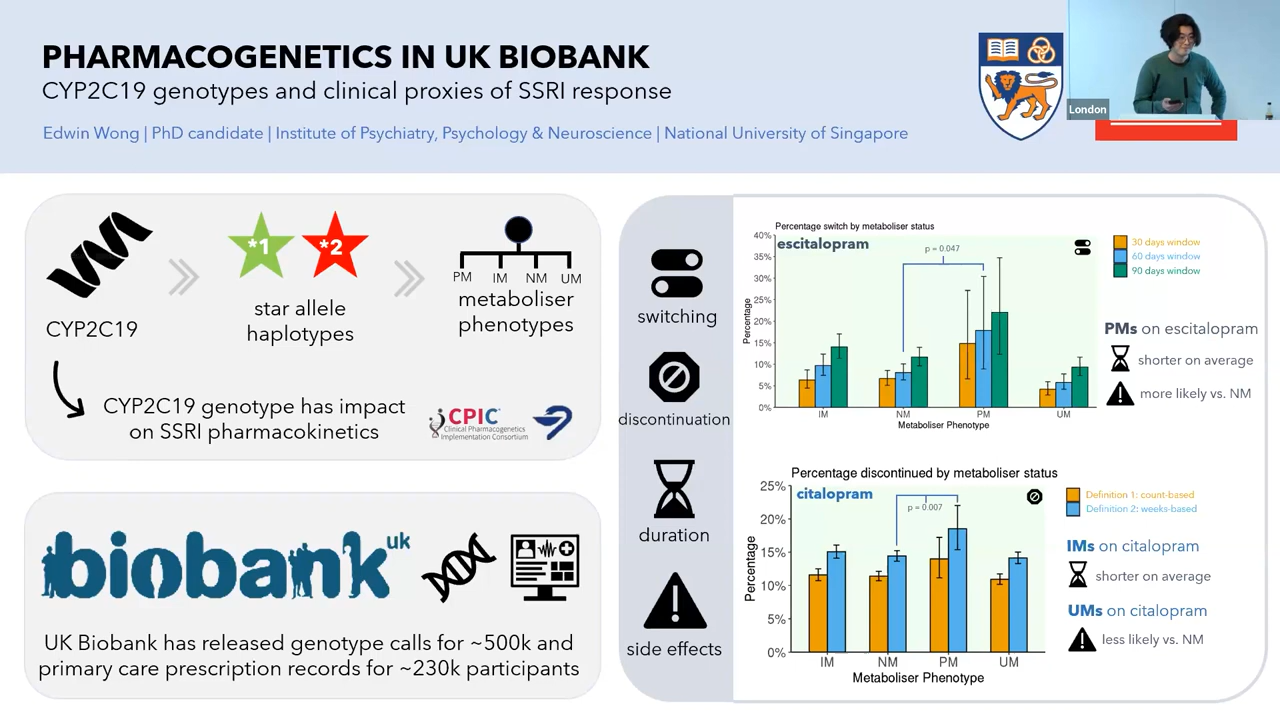 PHARMACOGENETICS IN UK BIOBANK
CYP2C19 genotypes and clinical proxies of SSRI response
Edwin Wong | PhD candidate | Institute of Psychiatry, Psychology & Neuroscience | National University of Singapore
London
CYP2C19
*1
*2
star allele
haplotypes
PM IM NM UM
metaboliser
phenotypes
CYP2C19 genotype has impact
on SSRI pharmacokinetics
CPIC
Clinical Pharmacogenetics
Implementation Consortium
biobank uk
UK Biobank has released genotype calls for ~500k and
primary care prescription records for ~230k participants
switching
discontinuation
duration
side effects
Percentage switch by metaboliser status
escitalopram
p = 0.047
40%
35%
30%
25%
20%
15%
10%
5%
0%
Percentage
IM NM PM UM
Metaboliser Phenotype
30 days window
60 days window
90 days window
PMs on escitalopram
shorter on average
more likely vs. NM
Percentage discontinued by metaboliser status
citalopram
p = 0.007
25%
20%
15%
10%
5%
0%
Percentage
IM NM PM UM
Metaboliser Phenotype
Definition 1: count-based
Definition 2: weeks-based
IMs on citalopram
shorter on average
UMs on citalopram
less likely vs. NM